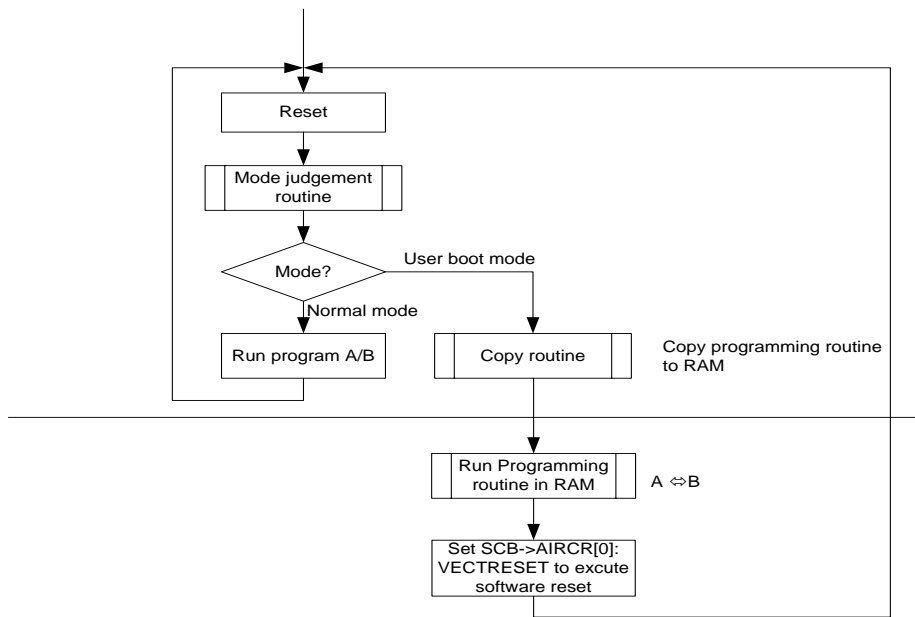 Reset
Mode judgement
routine
Mode?
User boot mode
Normal mode
Run program A/B
Copy routine
Copy programming routine
to RAM
Run Programming
routine in RAM
A ⇔B
Set SCB->AIRCR[0]:
VECTRESET to excute
software reset